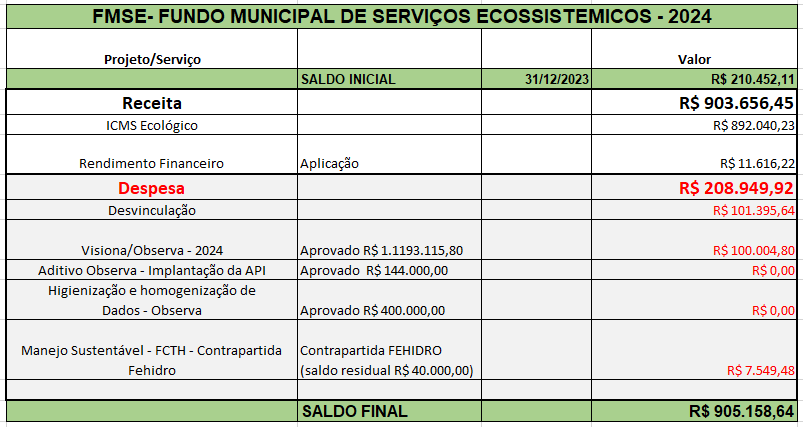 FMSE- FUNDO MUNICIPAL DE SERVIÇOS ECOSSISTEMICOS - 2024
Projeto/Serviço Valor
SALDO INICIAL 31/12/2023 R$ 210.452,11
Receita R$ 903.656,45
ICMS Ecológico R$ 892.040,23
Rendimento Financeiro Aplicação R$ 11.616,22
Despesa R$ 208.949,92
Desvinculação R$ 101.395,64
Visiona/Observa - 2024 Aprovado R$ 1.1193.115,80 R$ 100.004,80
Aditivo Observa - Implantação da API Aprovado R$ 144.000,00 R$ 0,00
Higienização e homogenização de
Dados - Observa Aprovado R$ 400.000,00 R$ 0,00
Manejo Sustentável - FCTH - Contrapartida Contrapartida FEHIDRO
Fehidro (saldo residual R$ 40.000,00) R$ 7.549,48
SALDO FINAL R$ 905.158,64